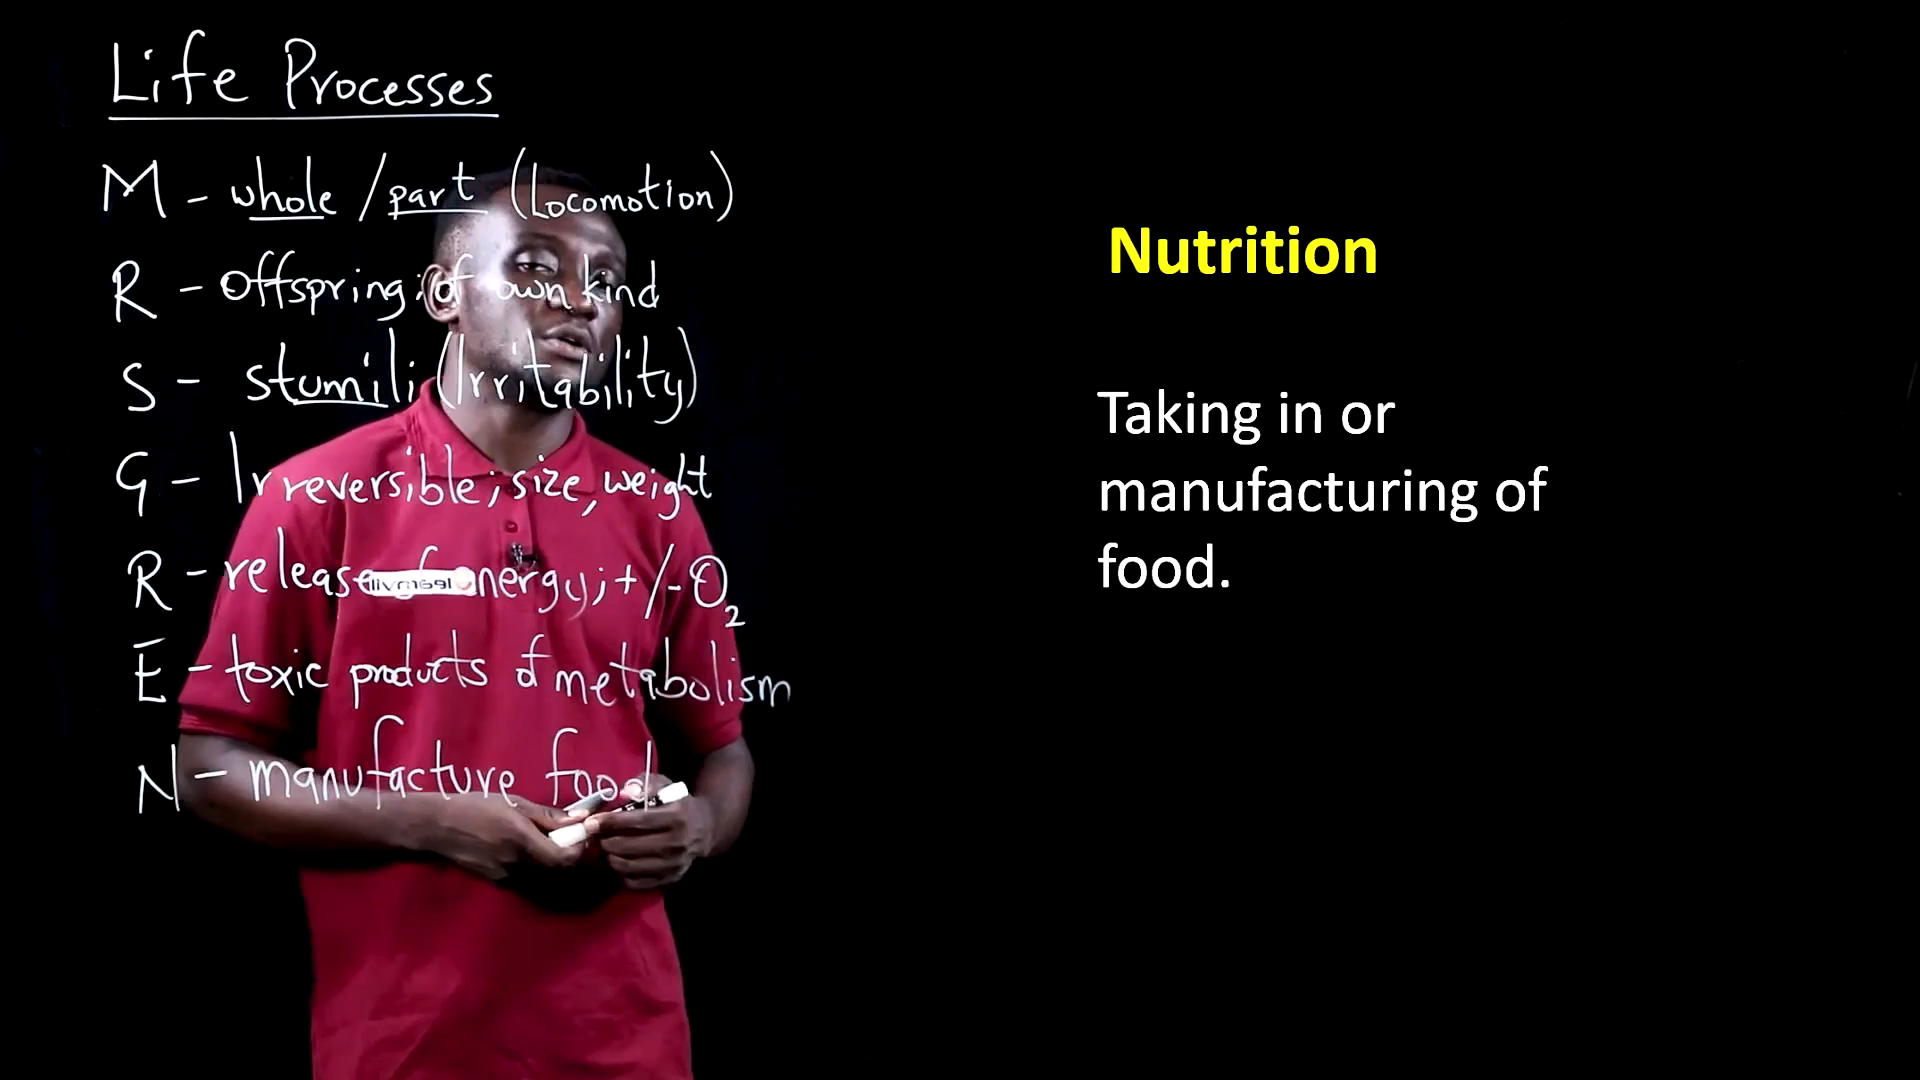 Life Processes
M - whole / part (Locomotion)
R - offspring; of own kind
S - stumili (Irritability)
G - Irreversible; size, weight
R - release of energy; + / - O₂
E - toxic products of metabolism
N - manufacture food
Nutrition
Taking in or
manufacturing of
food.